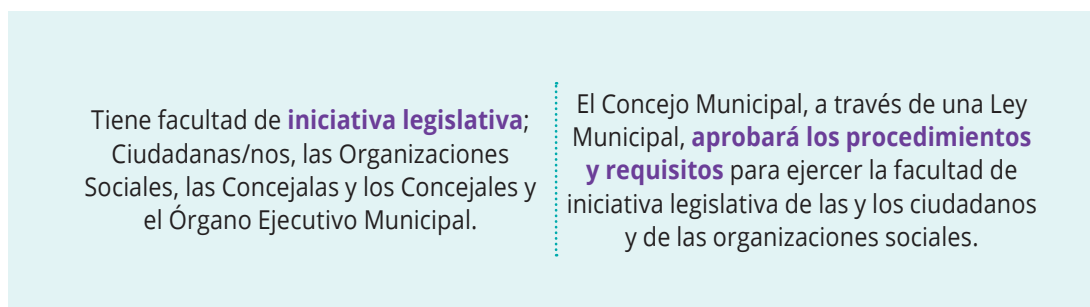 Tiene facultad de iniciativa legislativa;
Ciudadanas/nos, las Organizaciones
Sociales, las Concejalas y los Concejales y
el Órgano Ejecutivo Municipal.
El Concejo Municipal, a través de una Ley
Municipal, aprobará los procedimientos
y requisitos para ejercer la facultad de
iniciativa legislativa de las y los ciudadanos
y de las organizaciones sociales.